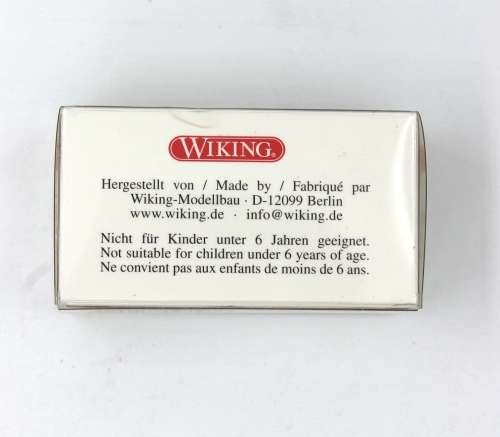 WIKING®
Hergestellt von / Made by / Fabriqué par
Wiking-Modellbau · D-12099 Berlin
www.wiking.de · info@wiking.de
Nicht für Kinder unter 6 Jahren geeignet.
Not suitable for children under 6 years of age.
Ne convient pas aux enfants de moins de 6 ans.